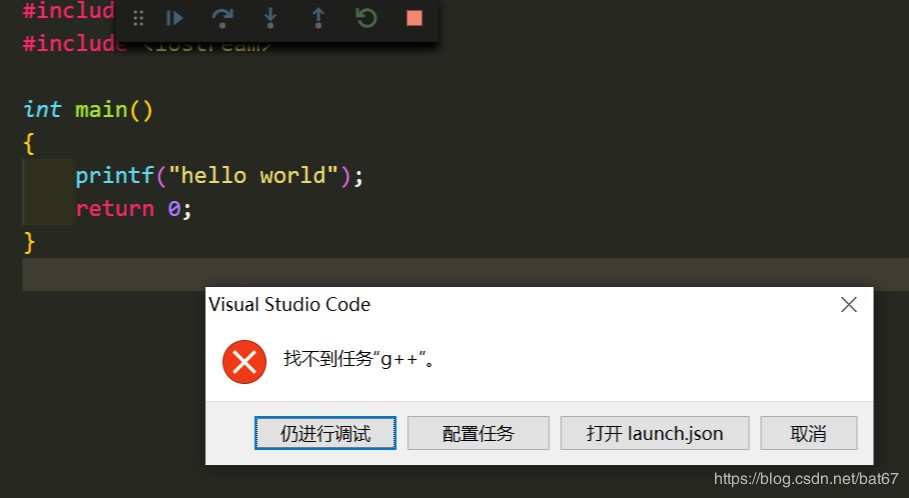 #includ
#include <iostream>
int main()
{
printf("hello world");
return 0;
}
Visual Studio Code
找不到任务“g++”。
仍进行调试
配置任务
打开 launch.json
取消
https://blog.csdn.net/bat67